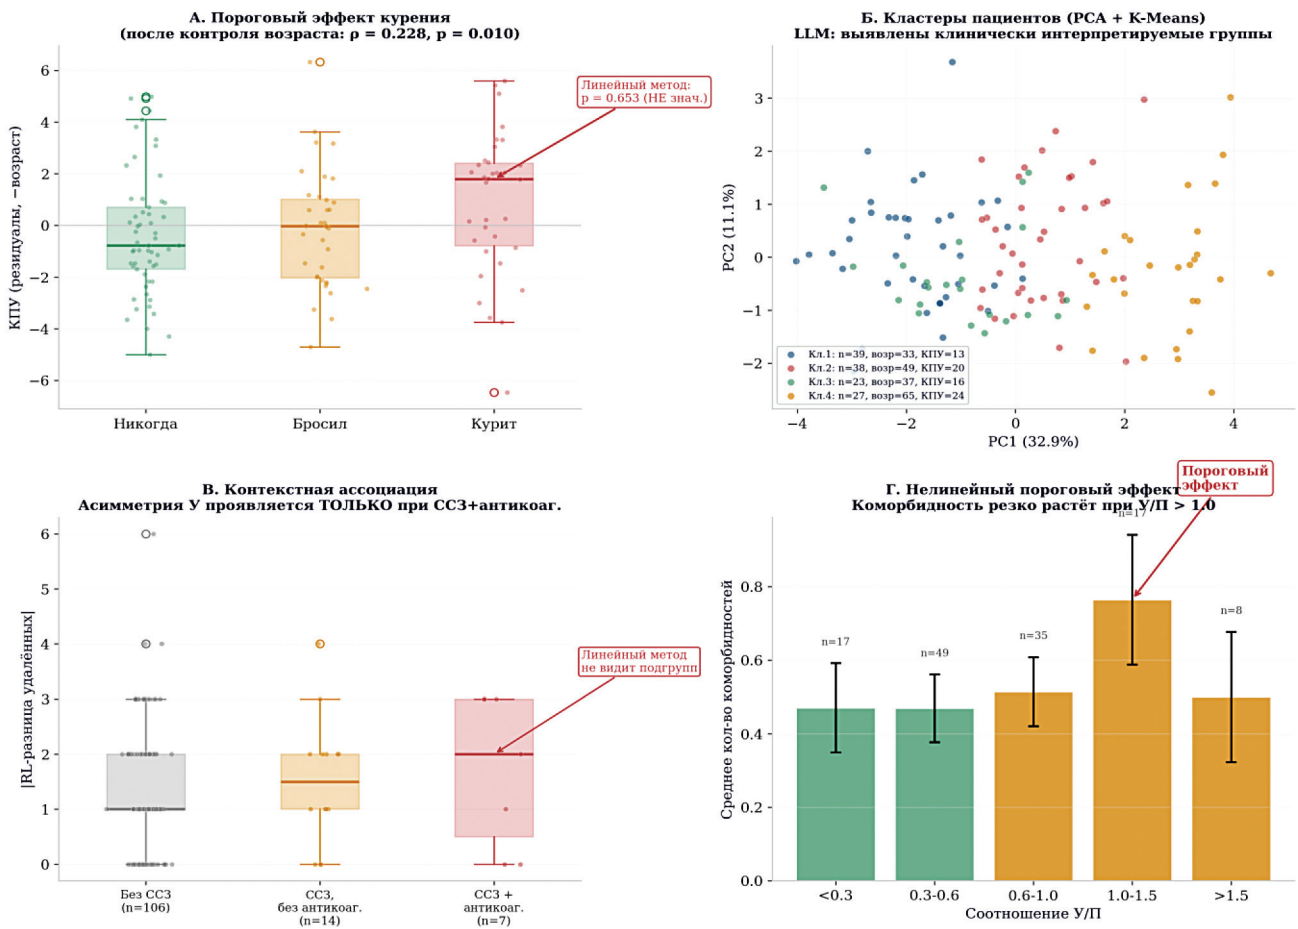 А. Пороговый эффект курения
(после контроля возраста: ρ = 0.228, p = 0.010)
КПУ (резидуалы, −возраст)
6
4
2
0
−2
−4
−6
Линейный метод:
p = 0.653 (НЕ знач.)
Никогда
Бросил
Курит
Б. Кластеры пациентов (PCA + K-Means)
LLM: выявлены клинически интерпретируемые группы
PC2 (11.1%)
3
2
1
0
−1
−2
Кл.1: n=39, возр=33, КПУ=13
Кл.2: n=38, возр=49, КПУ=20
Кл.3: n=23, возр=37, КПУ=16
Кл.4: n=27, возр=65, КПУ=24
−4
−2
0
2
4
PC1 (32.9%)
В. Контекстная ассоциация
Асимметрия У проявляется ТОЛЬКО при ССЗ+антикоаг.
|RL-разница удалённых|
6
5
4
3
2
1
0
Линейный метод
не видит подгрупп
Без ССЗ
(n=106)
ССЗ,
без антикоаг.
(n=14)
ССЗ +
антикоаг.
(n=7)
Г. Нелинейный пороговый эффект
Коморбидность резко растёт при У/П > 1.0
Пороговый
эффект
Среднее кол-во коморбидностей
0.8
0.6
0.4
0.2
0.0
n=17
n=49
n=35
n=17
n=8
<0.3
0.3-0.6
0.6-1.0
1.0-1.5
>1.5
Соотношение У/П